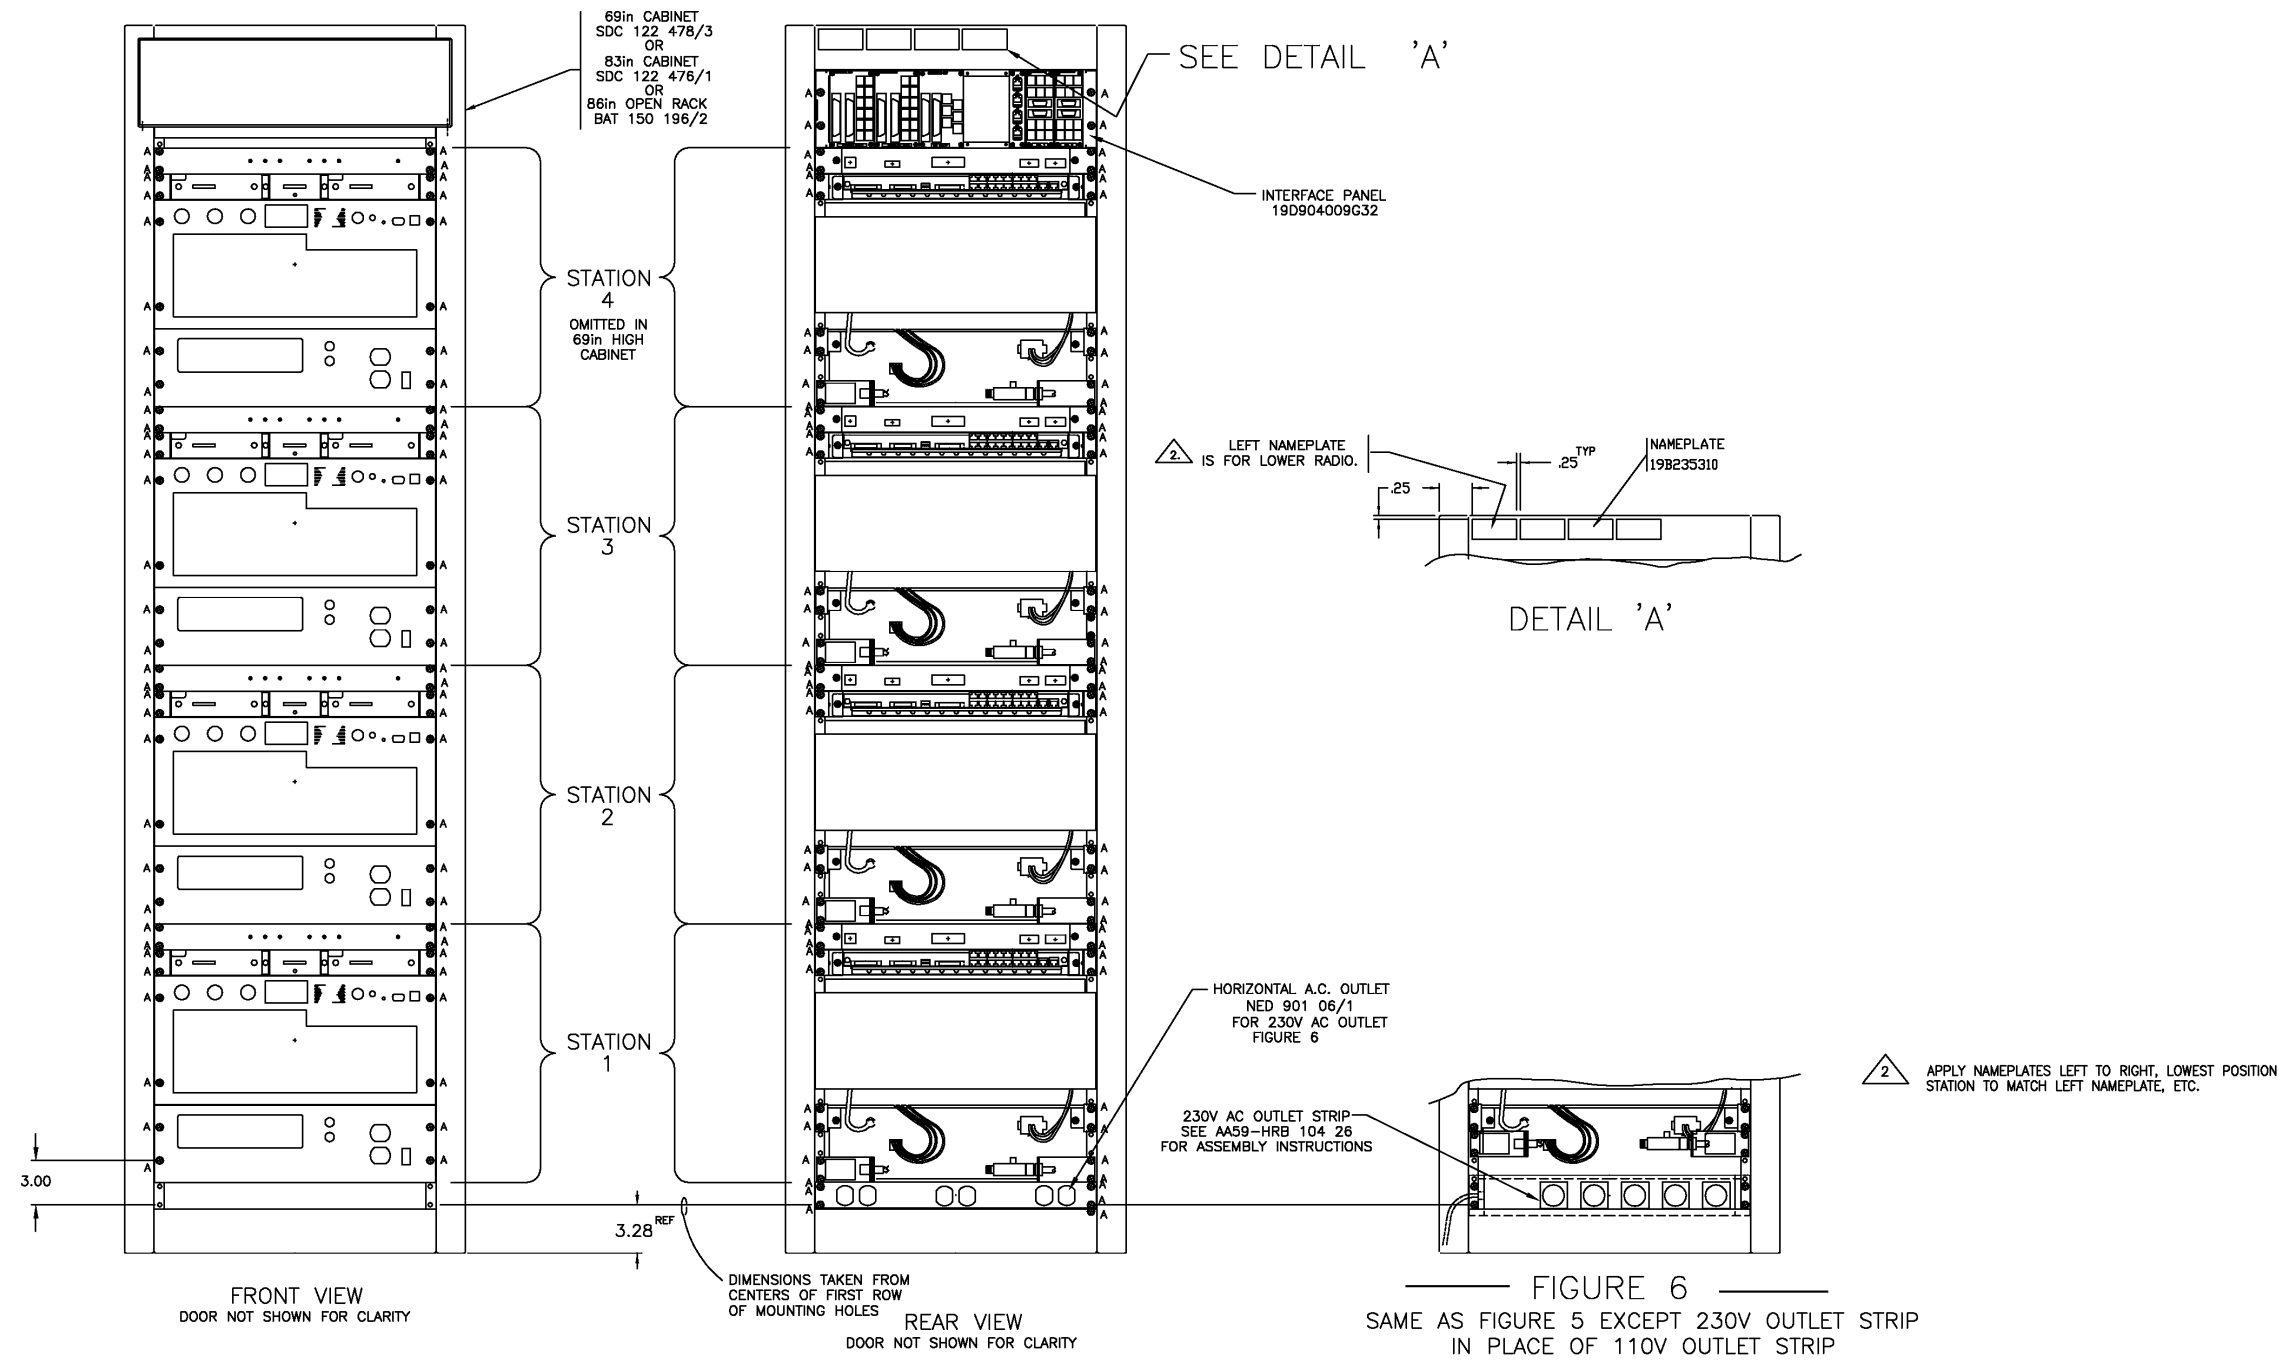 69in CABINET
SDC 122 478/3
OR
83in CABINET
SDC 122 476/1
OR
86in OPEN RACK
BAT 150 196/2
SEE DETAIL 'A'
INTERFACE PANEL
19D904009G32
STATION
4
OMITTED IN
69in HIGH
CABINET
STATION
3
STATION
2
STATION
1
2.
LEFT NAMEPLATE
IS FOR LOWER RADIO.
.25 TYP
NAMEPLATE
19B235310
.25
DETAIL 'A'
HORIZONTAL A.C. OUTLET
NED 901 06/1
FOR 230V AC OUTLET
FIGURE 6
230V AC OUTLET STRIP
SEE AA59-HRB 104 26
FOR ASSEMBLY INSTRUCTIONS
2
APPLY NAMEPLATES LEFT TO RIGHT, LOWEST POSITION
STATION TO MATCH LEFT NAMEPLATE, ETC.
3.00
3.28 REF
DIMENSIONS TAKEN FROM
CENTERS OF FIRST ROW
OF MOUNTING HOLES
FRONT VIEW
DOOR NOT SHOWN FOR CLARITY
REAR VIEW
DOOR NOT SHOWN FOR CLARITY
FIGURE 6
SAME AS FIGURE 5 EXCEPT 230V OUTLET STRIP
IN PLACE OF 110V OUTLET STRIP